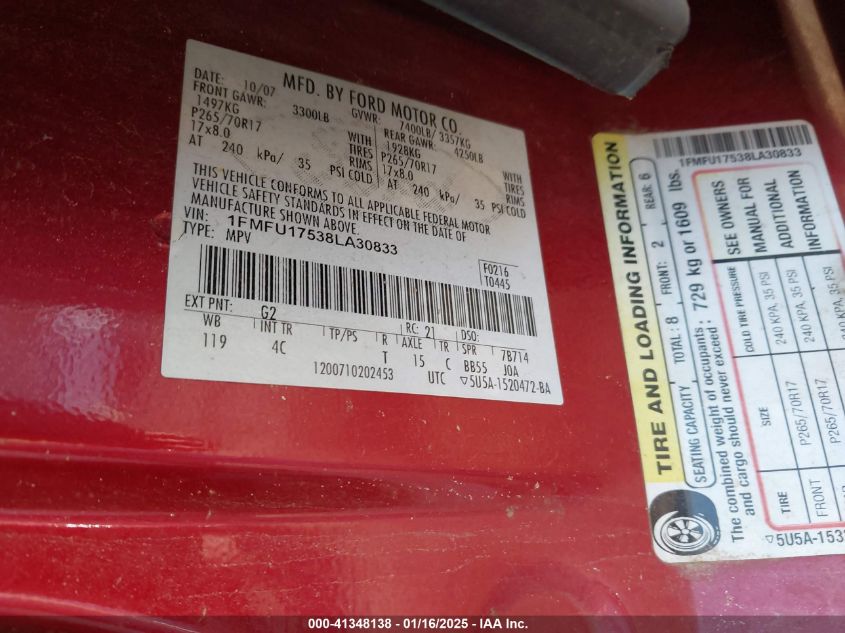 MFD. BY FORD MOTOR CO.
DATE: 10/07 GVWR: 7400LB/ 3357KG
FRONT GAWR: 3300LB REAR GAWR: 4250LB
1497KG WITH 1928KG WITH
P265/70R17 TIRES P265/70R17 TIRES
17x8.0 RIMS 17x8.0 RIMS
AT 240 kPa/ 35 PSI COLD AT 240 kPa/ 35 PSI COLD
THIS VEHICLE CONFORMS TO ALL APPLICABLE FEDERAL MOTOR
VEHICLE SAFETY STANDARDS IN EFFECT ON THE DATE OF
MANUFACTURE SHOWN ABOVE.
VIN: 1FMFU17538LA30833
TYPE: MPV
F0216
T0445
EXT PNT: G2 RC: 21 DSO:
WB INT TR TP/PS R AXLE TR SPR 7B714
119 4C T 15 C BB55 JOA
1200710202453 UTC ▽5U5A-1520472-BA
1FMFU17538LA30833
TIRE AND LOADING INFORMATION
SEATING CAPACITY TOTAL: 8 FRONT: 2 REAR: 6
The combined weight of occupants and cargo should never exceed: 729 kg or 1609 lbs.
TIRE SIZE COLD TIRE PRESSURE SEE OWNERS
FRONT P265/70R17 240 KPA, 35 PSI MANUAL FOR
P265/70R17 240 KPA, 35 PSI ADDITIONAL
INFORMATION
▽5U5A-153
000-41348138 - 01/16/2025 - COPYRIGHT IAA, Inc.